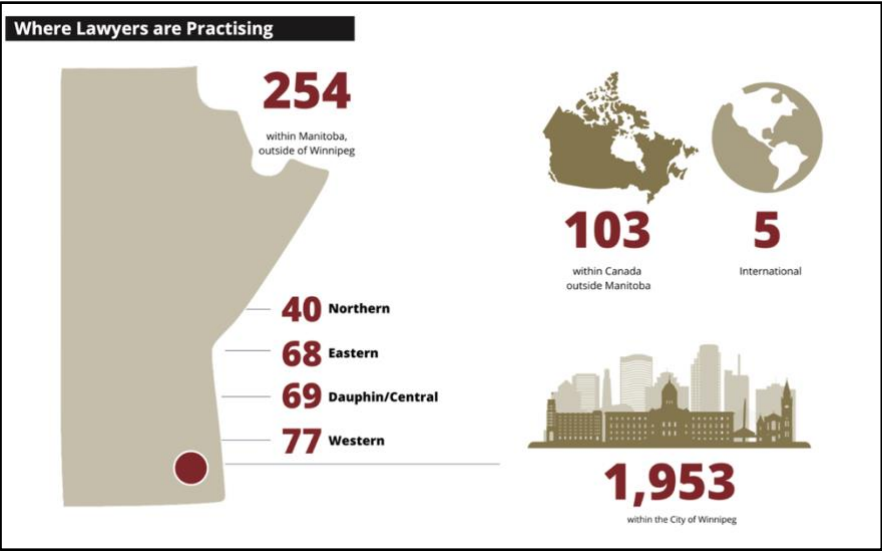 Where Lawyers are Practising
254
within Manitoba,
outside of Winnipeg
40 Northern
68 Eastern
69 Dauphin/Central
77 Western
103
within Canada
outside Manitoba
5
International
1,953
within the City of Winnipeg